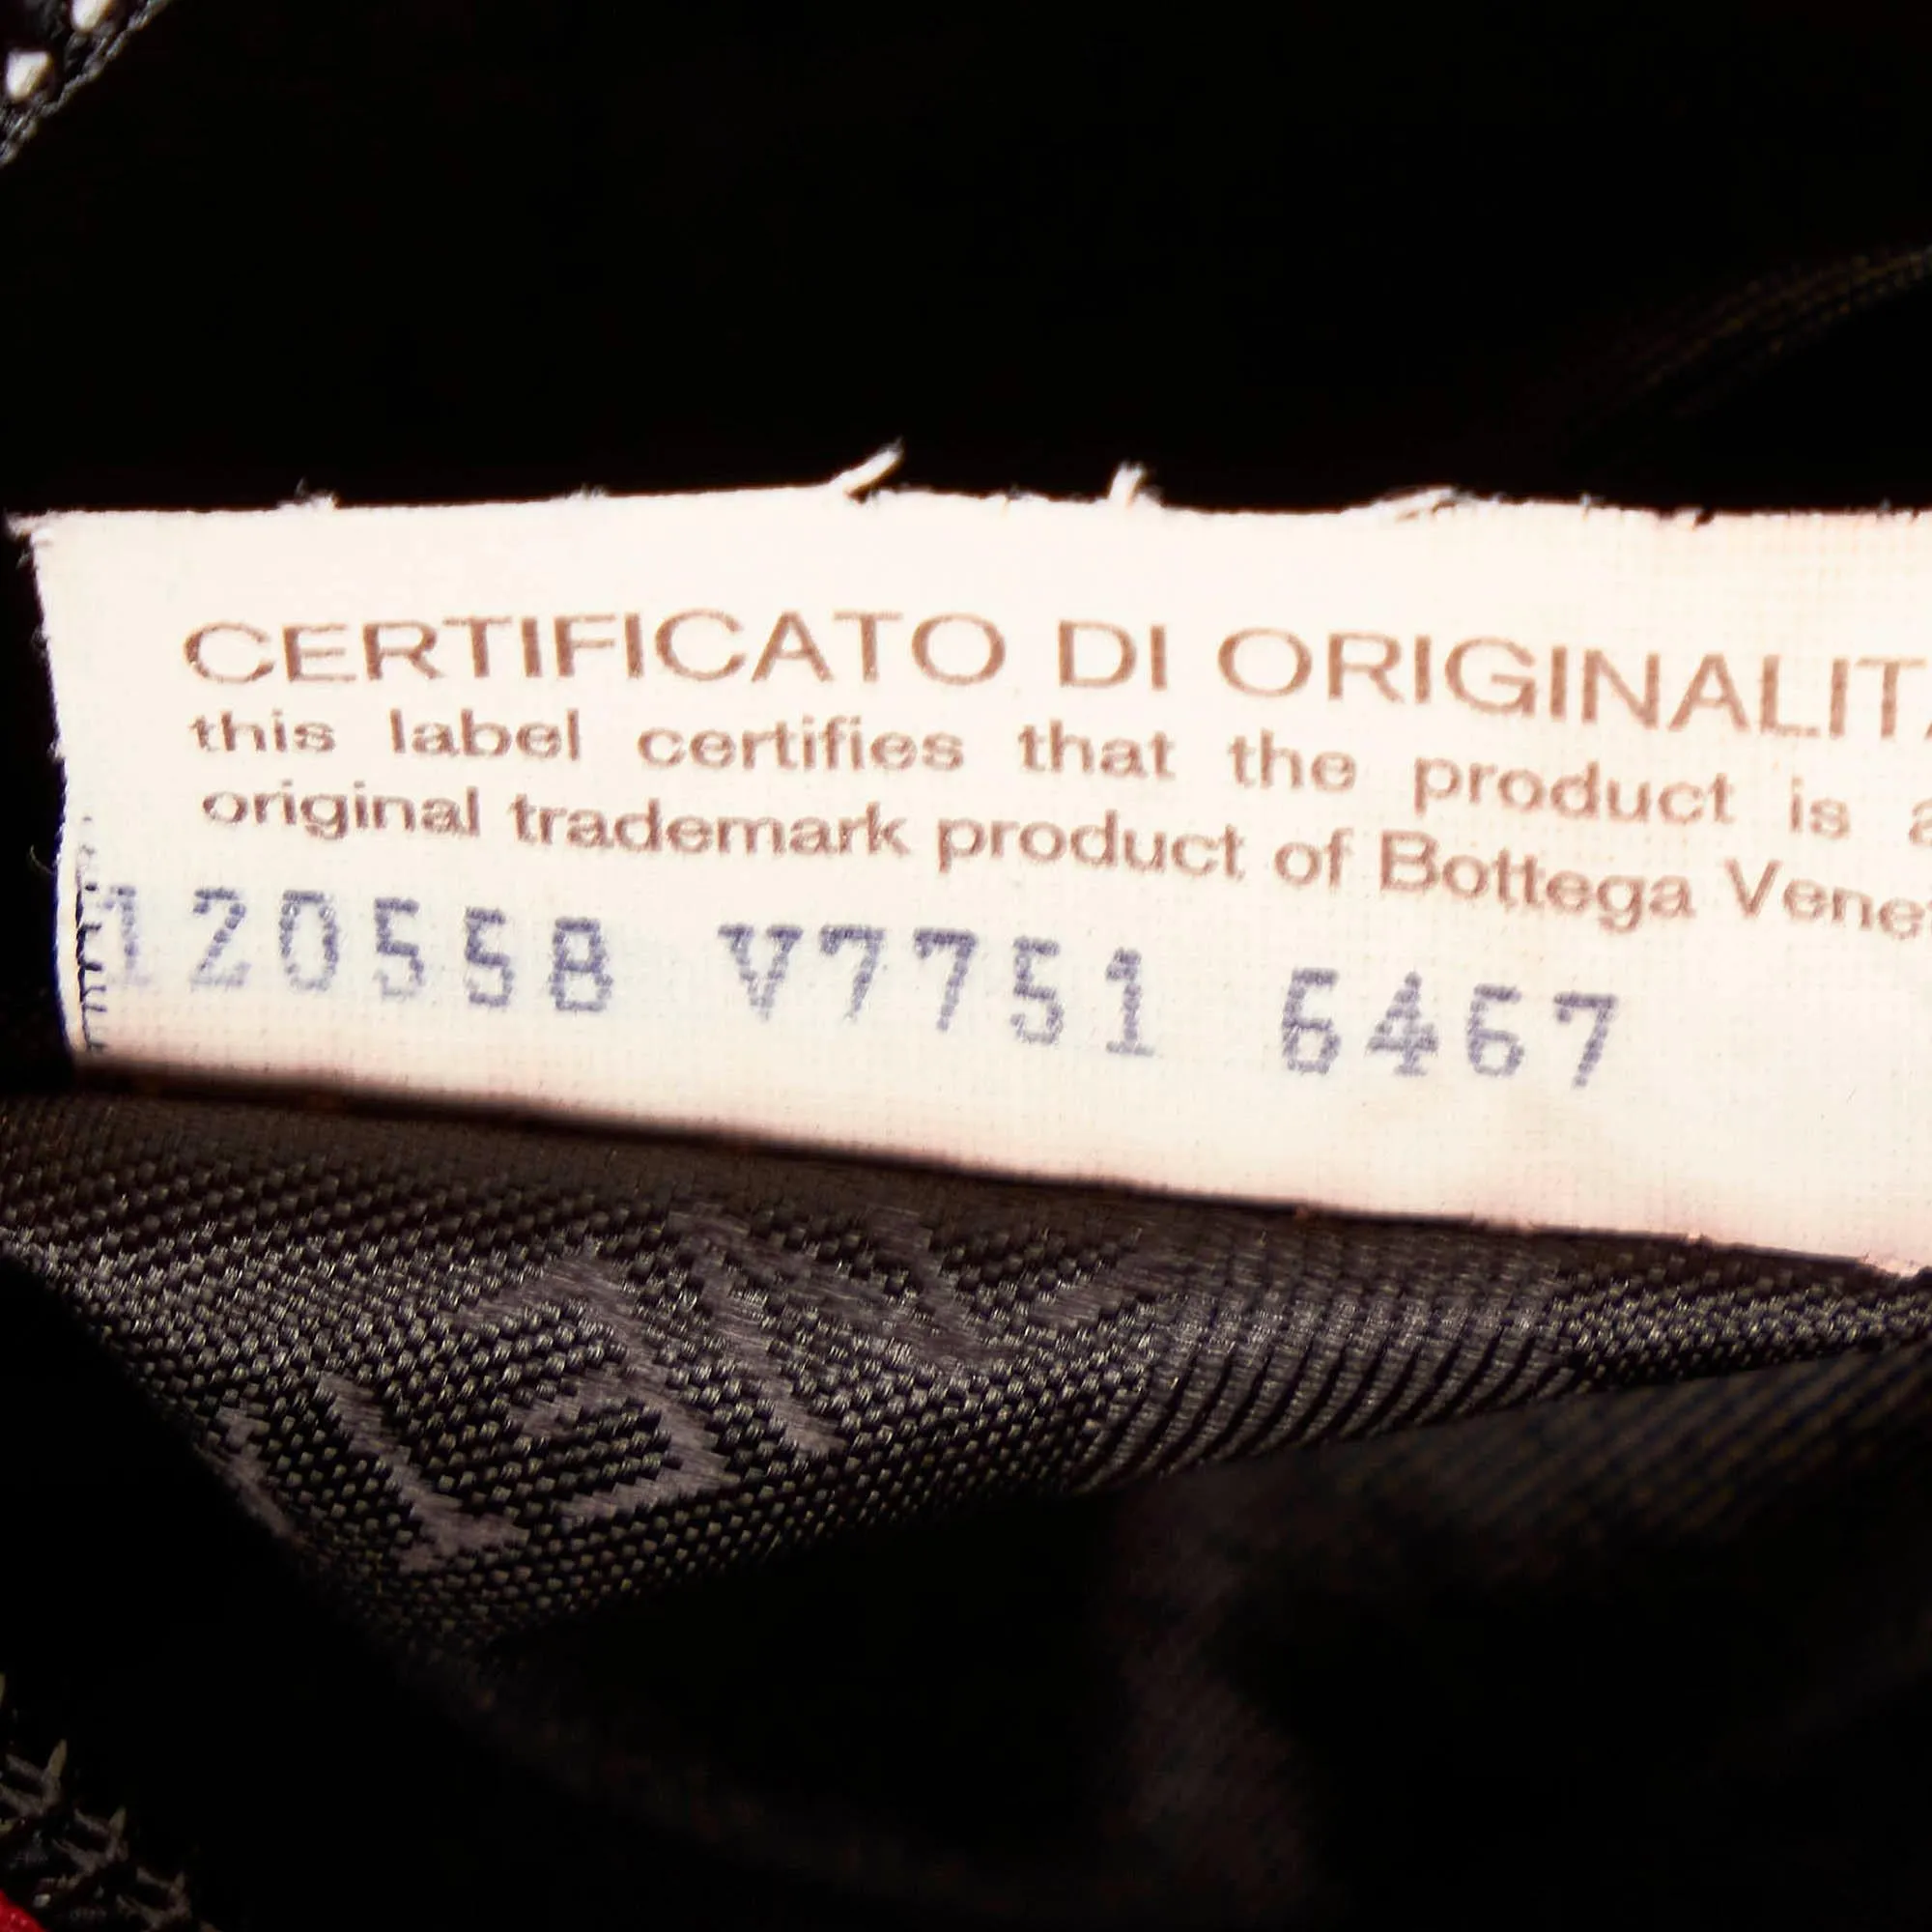 CERTIFICATO DI ORIGINALIT
this label certifies that the product is a
original trademark product of Bottega Vene
120558 V7751 6467